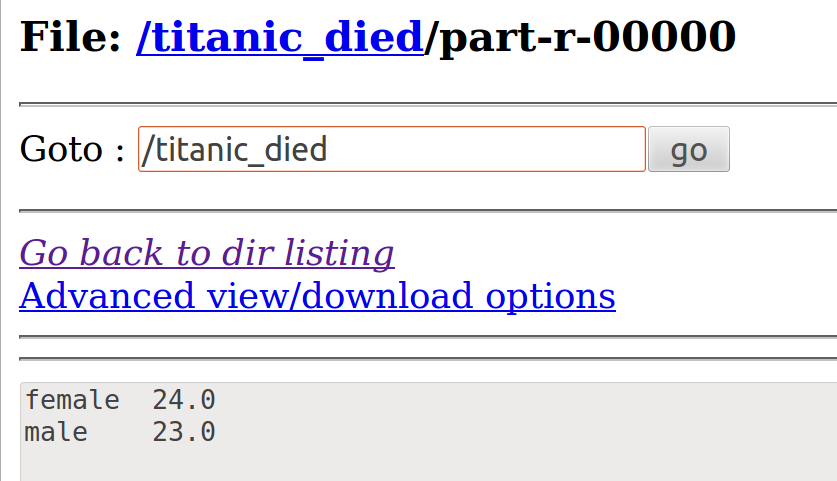 File: /titanic_died/part-r-00000
Goto : /titanic_died go
Go back to dir listing
Advanced view/download options
female 24.0
male 23.0